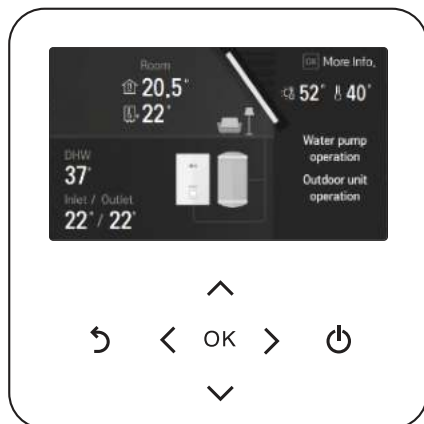 Room
20.5°
22°
OK More Info.
52° 40°
DHW
37°
Inlet / Outlet
22° / 22°
Water pump
operation
Outdoor unit
operation
OK